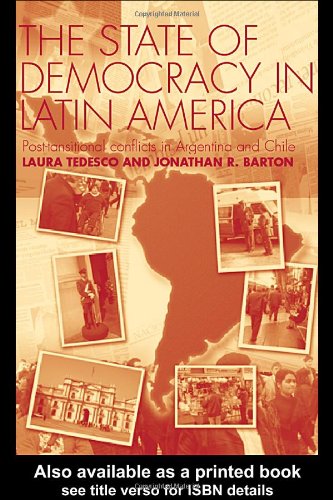 THE STATE OF
DEMOCRACY IN
LATIN AMERICA
Post-transitional conflicts in Argentina and Chile
LAURA TEDESCO AND JONATHAN R. BARTON
Also available as a printed book
see title verso for ISBN details